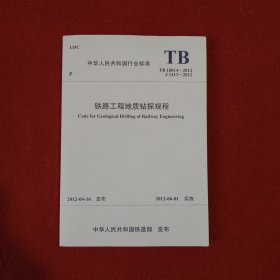 UDC
TB
中华人民共和国行业标准
P
TB 10014—2012
J 1413—2012
铁路工程地质钻探规程
Code for Geological Drilling of Railway Engineering
2012-04-16 发布
2012-06-01 实施
中华人民共和国铁道部 发布